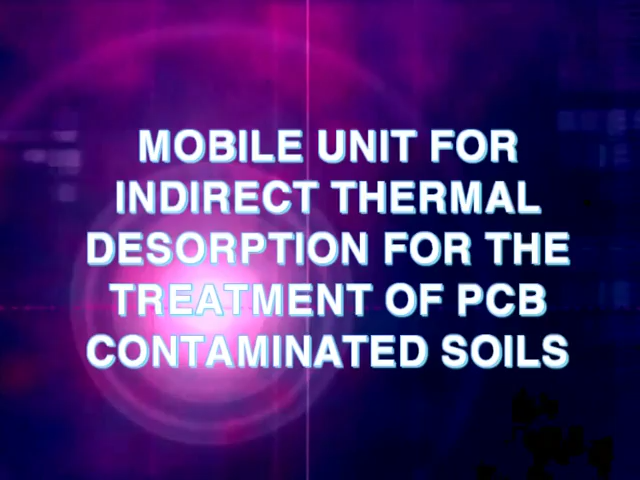 MOBILE UNIT FOR
INDIRECT THERMAL
DESORPTION FOR THE
TREATMENT OF PCB
CONTAMINATED SOILS